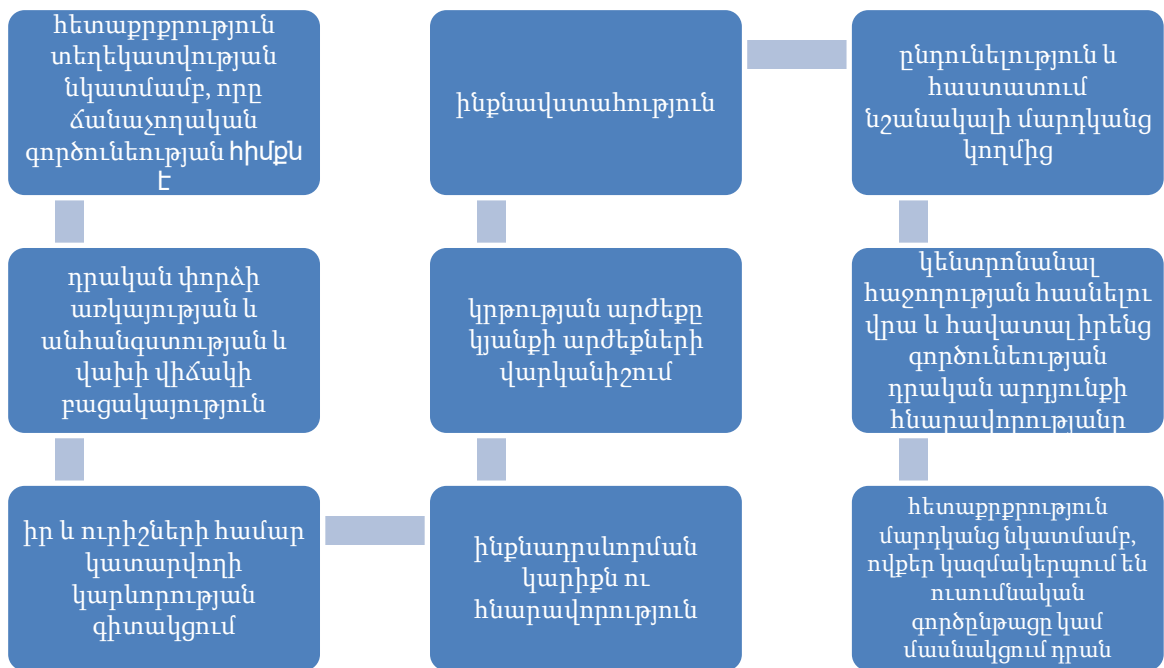 հետաքրքրություն
տեղեկատվության
նկատմամբ, որը
ճանաչողական
գործունեության հիմքն
է
դրական փորձի
առկայության և
անհանգստության և
վախի վիճակի
բացակայություն
իր և ուրիշների համար
կատարվողի
կարևորության
գիտակցում
ինքնադրսևորման
կարիքն ու
հնարավորություն
կրթության արժեքը
կյանքի արժեքների
վարկանիշում
ինքնավստահություն
ընդունելություն և
հաստատում
նշանակալի մարդկանց
կողմից
կենտրոնանալ
հաջողության հասնելու
վրա և հավատալ իրենց
գործունեության
դրական արդյունքի
հնարավորությանը
հետաքրքրություն
մարդկանց նկատմամբ,
ովքեր կազմակերպում են
ուսումնական
գործընթացը կամ
մասնակցում դրան